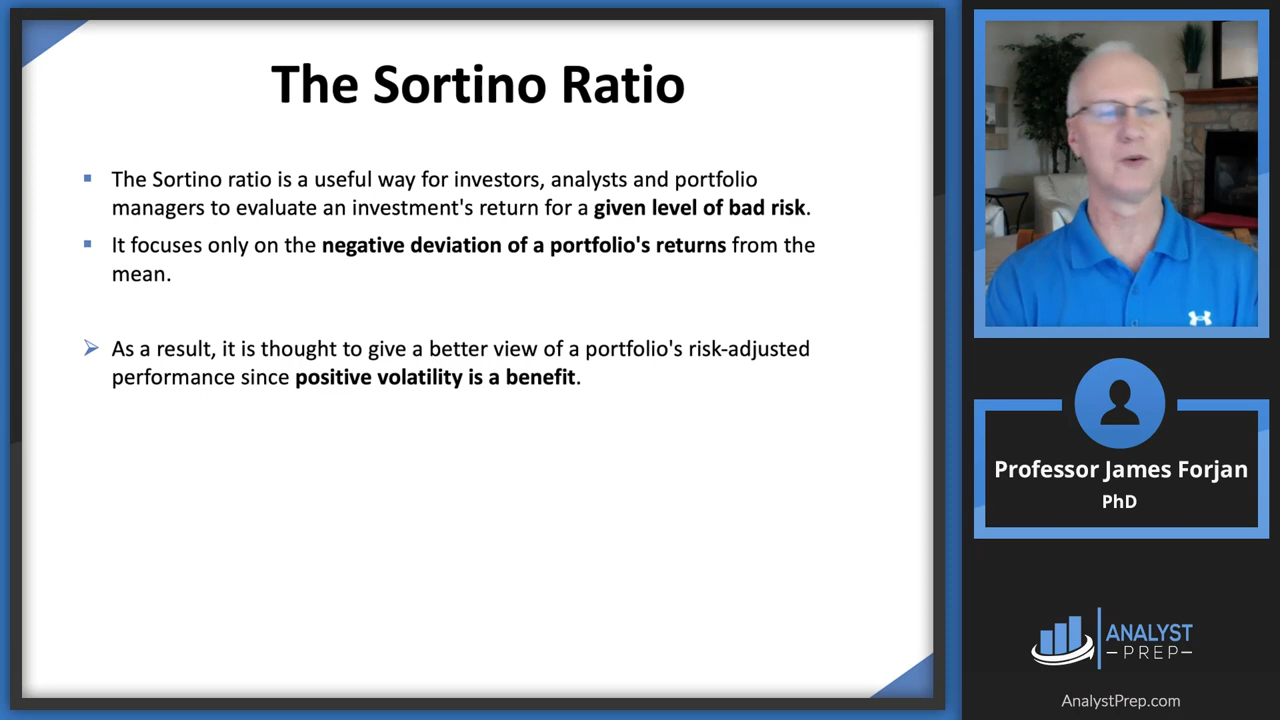 The Sortino Ratio
The Sortino ratio is a useful way for investors, analysts and portfolio
managers to evaluate an investment's return for a given level of bad risk.
It focuses only on the negative deviation of a portfolio's returns from the
mean.
As a result, it is thought to give a better view of a portfolio's risk-adjusted
performance since positive volatility is a benefit.
Professor James Forjan
PhD
ANALYST
PREP
AnalystPrep.com